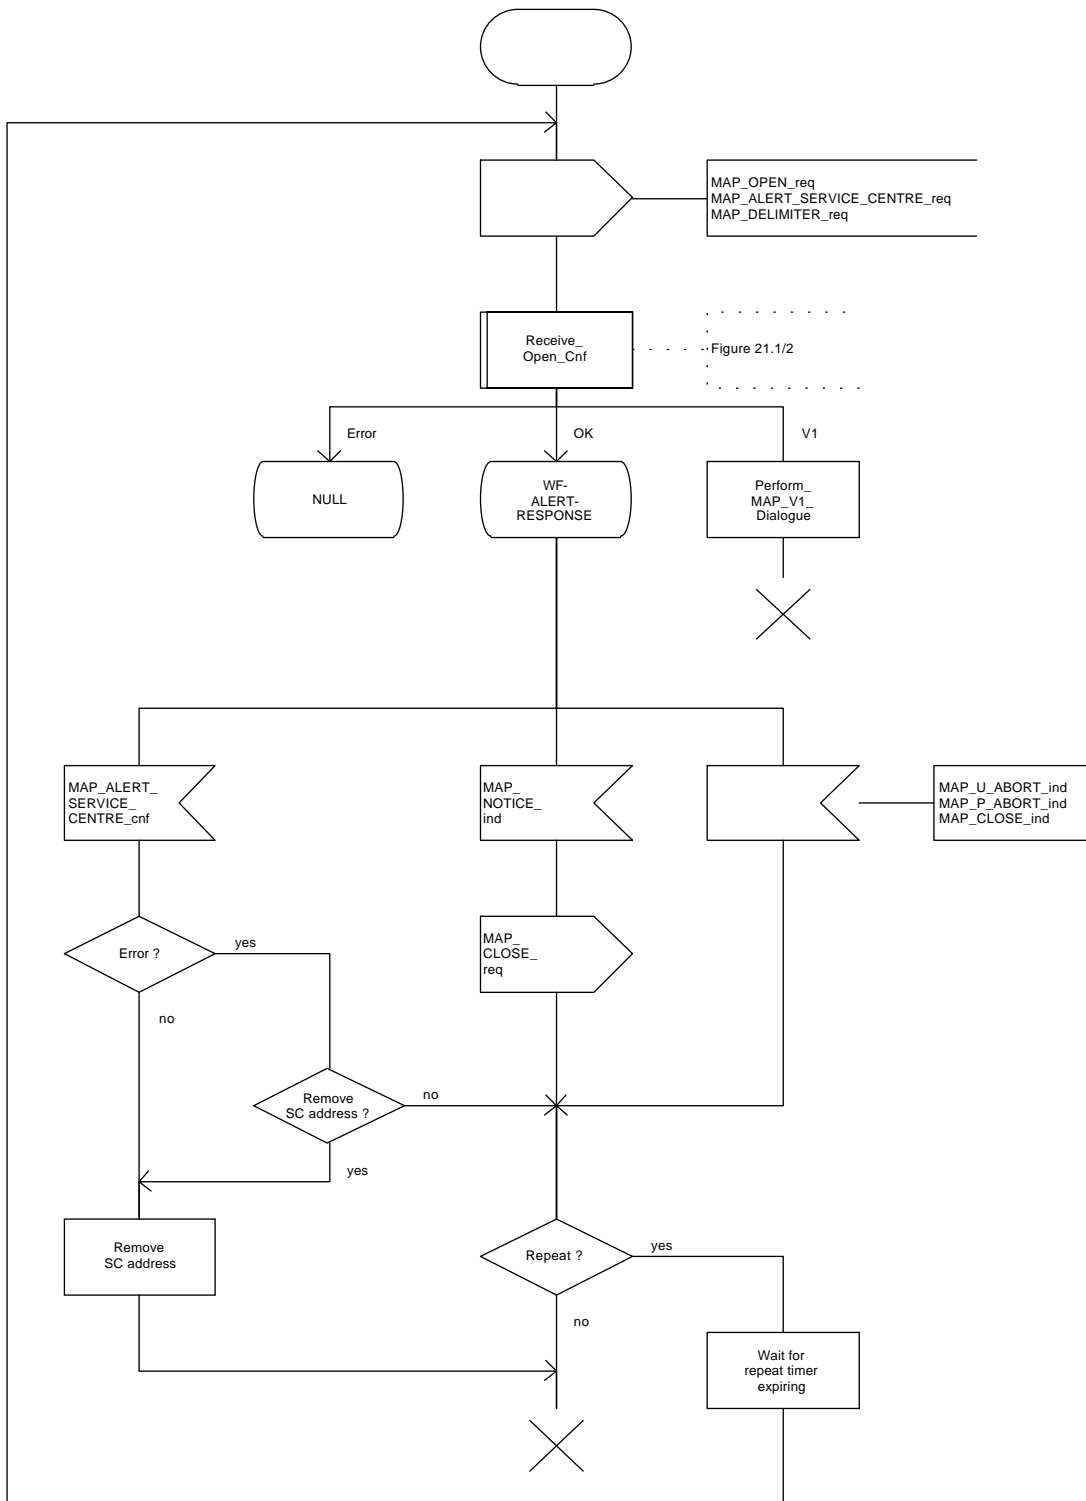 MAP_OPEN_req
MAP_ALERT_SERVICE_CENTRE_req
MAP_DELIMITER_req
Receive_
Open_Cnf
Figure 21.1/2
Error
OK
V1
NULL
WF-
ALERT-
RESPONSE
Perform_
MAP_V1_
Dialogue
MAP_ALERT_
SERVICE_
CENTRE_cnf
MAP_
NOTICE_
ind
MAP_U_ABORT_ind
MAP_P_ABORT_ind
MAP_CLOSE_ind
Error ?
yes
MAP_
CLOSE_
req
no
Remove
SC address ?
no
yes
Remove
SC address
Repeat ?
yes
no
Wait for
repeat timer
expiring